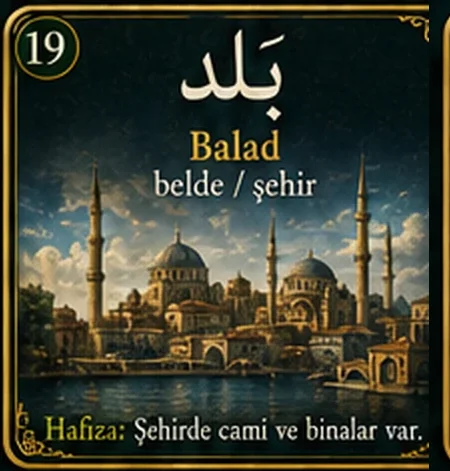 19
بَلد
Balad
belde / şehir
Hafıza: Şehirde cami ve binalar var.